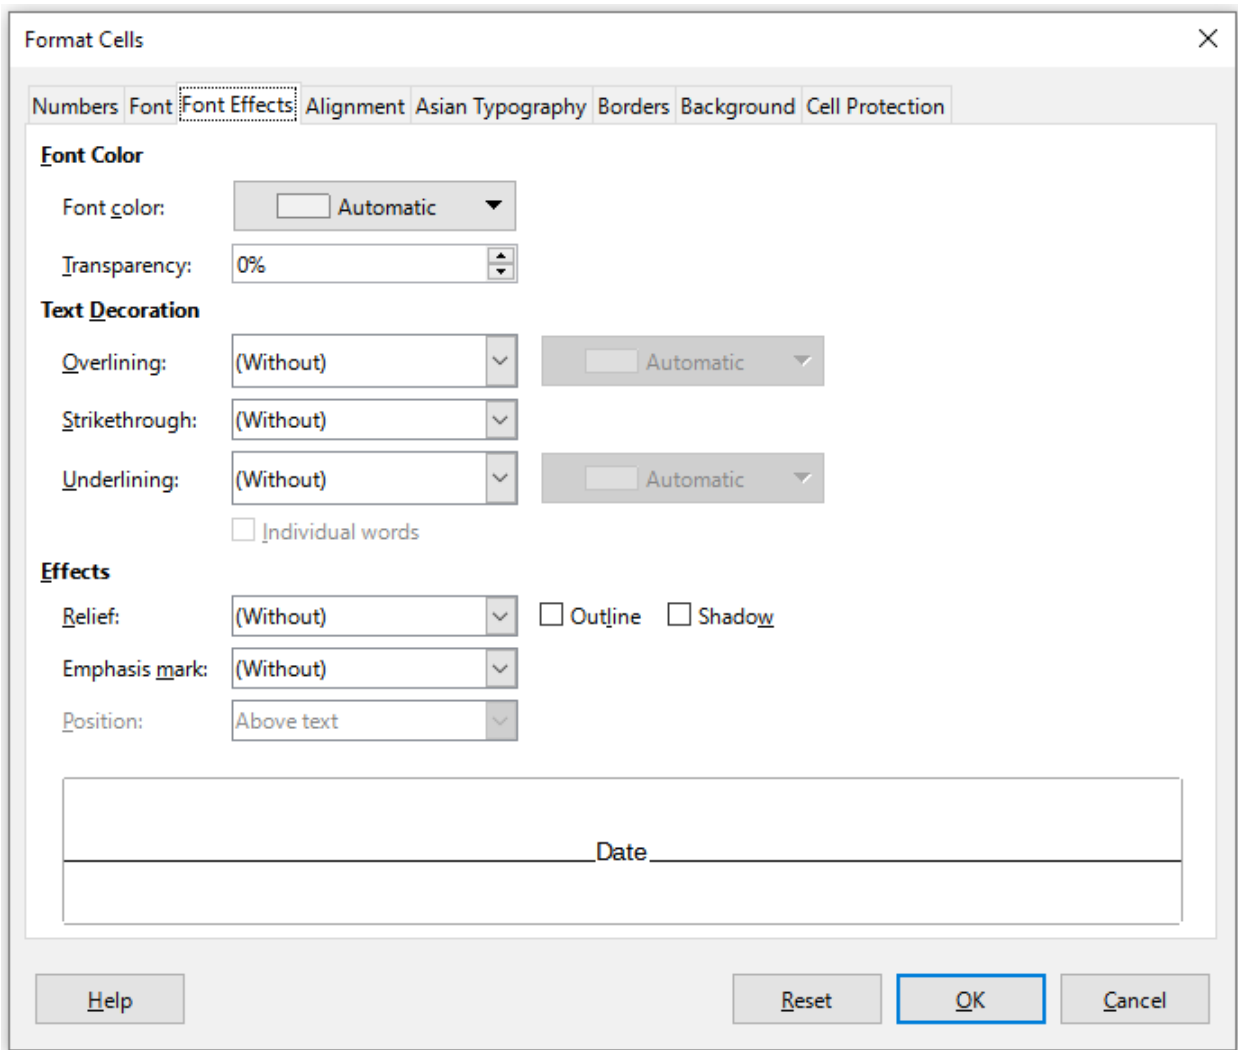 Format Cells
Numbers Font Font Effects Alignment Asian Typography Borders Background Cell Protection
Font Color
Font color: Automatic
Transparency: 0%
Text Decoration
Overlining: (Without) Automatic
Strikethrough: (Without)
Underlining: (Without) Automatic
Individual words
Effects
Relief: (Without) Outline Shadow
Emphasis mark: (Without)
Position: Above text
Date
Help Reset OK Cancel